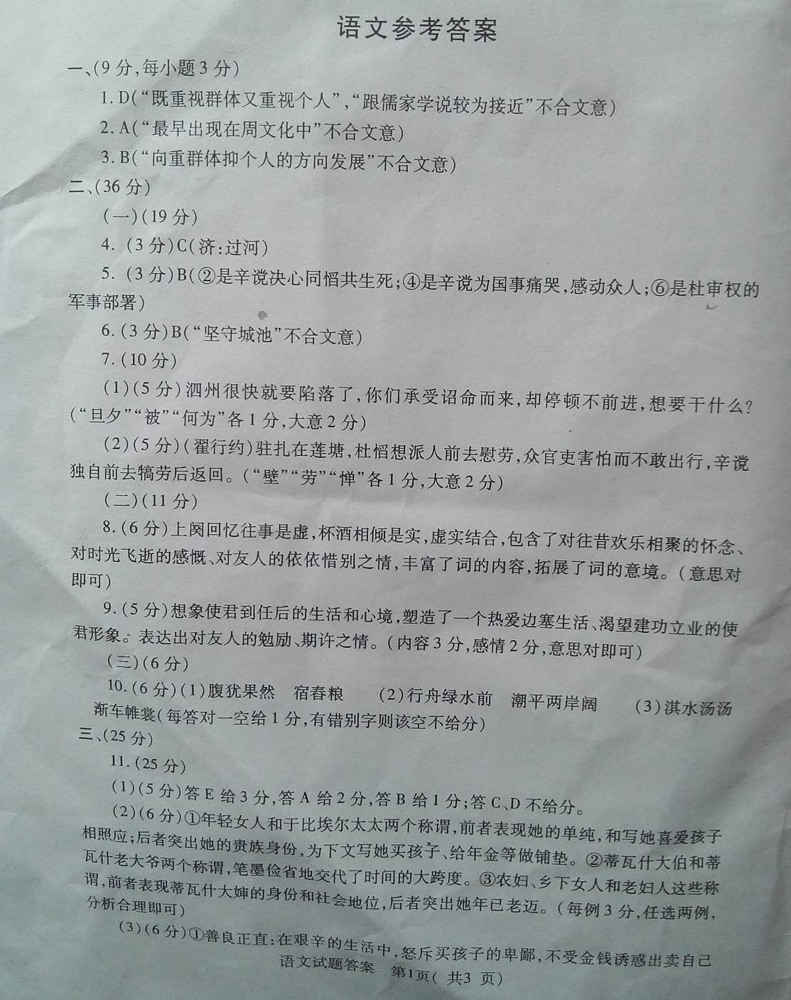 语文参考答案
一、(9分,每小题3分)
1. D(“既重视群体又重视个人”,“跟儒家学说较为接近”不合文意)
2. A(“最早出现在周文化中”不合文意)
3. B(“向重群体抑个人的方向发展”不合文意)
二、(36分)
(一)(19分)
4. (3分)C(济:过河)
5. (3分)B(②是辛谠决心同慆共生死;④是辛谠为国事痛哭,感动众人;⑥是杜审权的
军事部署)
6. (3分)B(“坚守城池”不合文意)
7. (10分)
(1)(5分)泗州很快就要陷落了,你们承受诏命而来,却停顿不前进,想要干什么?
(“旦夕”“被”“何为”各1分,大意2分)
(2)(5分)(翟行约)驻扎在莲塘,杜慆想派人前去慰劳,众官吏害怕而不敢出行,辛谠
独自前去犒劳后返回。(“壁”“劳”“惮”各1分,大意2分)
(二)(11分)
8. (6分)上阕回忆往事是虚,杯酒相倾是实,虚实结合,包含了对往昔欢乐相聚的怀念、
对时光飞逝的感慨、对友人的依依惜别之情,丰富了词的内容,拓展了词的意境。(意思对
即可)
9. (5分)想象使君到任后的生活和心境,塑造了一个热爱边塞生活、渴望建功立业的使
君形象。表达出对友人的勉励、期许之情。(内容3分,感情2分,意思对即可)
(三)(6分)
10. (6分)(1)腹犹果然 宿舂粮 (2)行舟绿水前 潮平两岸阔 (3)淇水汤汤
渐车帷裳(每答对一空给1分,有错别字则该空不给分)
三、(25分)
11. (25分)
(1)(5分)答E给3分,答A给2分,答B给1分;答C、D不给分。
(2)(6分)①年轻女人和于比埃尔太太两个称谓,前者表现她的单纯,和写她喜爱孩子
相照应;后者突出她的贵族身份,为下文写她买孩子、给年金等做铺垫。②蒂瓦什大伯和蒂
瓦什老大爷两个称谓,笔墨俭省地交代了时间的大跨度。③农妇、乡下女人和老妇人这些称
谓,前者表现蒂瓦什大婶的身份和社会地位,后者突出她年已老迈。(每例3分,任选两例,
分析合理即可)
(3)(6分)①善良正直:在艰辛的生活中,怒斥买孩子的卑鄙,不受金钱诱惑出卖自己
语文试题答案 第1页( 共3 页)